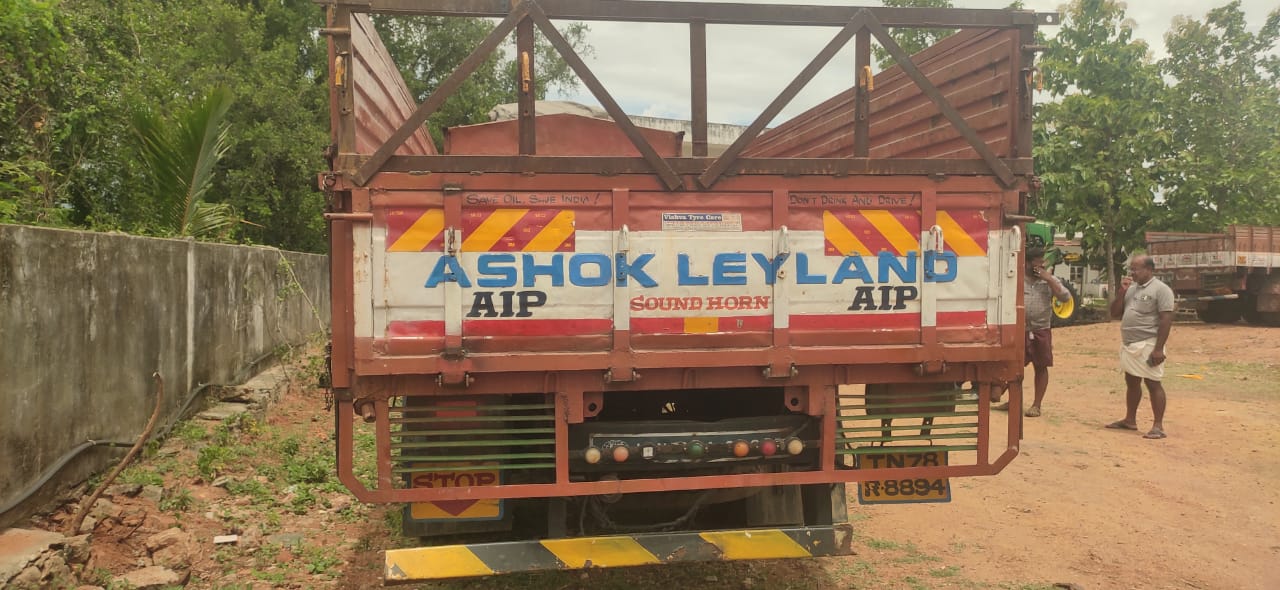 SAVE OIL, SAVE INDIA!
DON'T DRINK AND DRIVE!
Vishva Tyre Care
ASHOK LEYLAND
AIP
SOUND HORN
AIP
STOP
TN78
R-8894